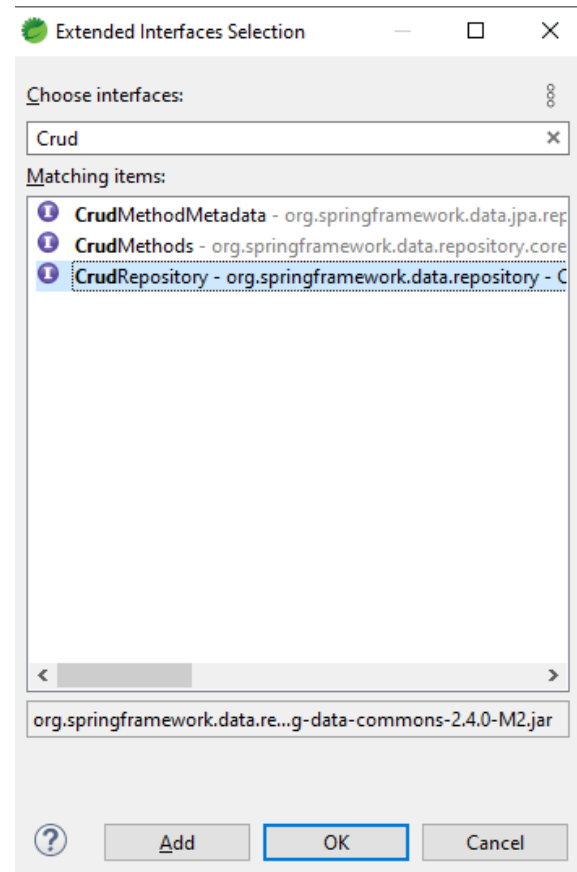 Extended Interfaces Selection
Choose interfaces:
Crud
Matching items:
CrudMethodMetadata - org.springframework.data.jpa.rep
CrudMethods - org.springframework.data.repository.core
CrudRepository - org.springframework.data.repository - C
org.springframework.data.re...g-data-commons-2.4.0-M2.jar
? Add OK Cancel